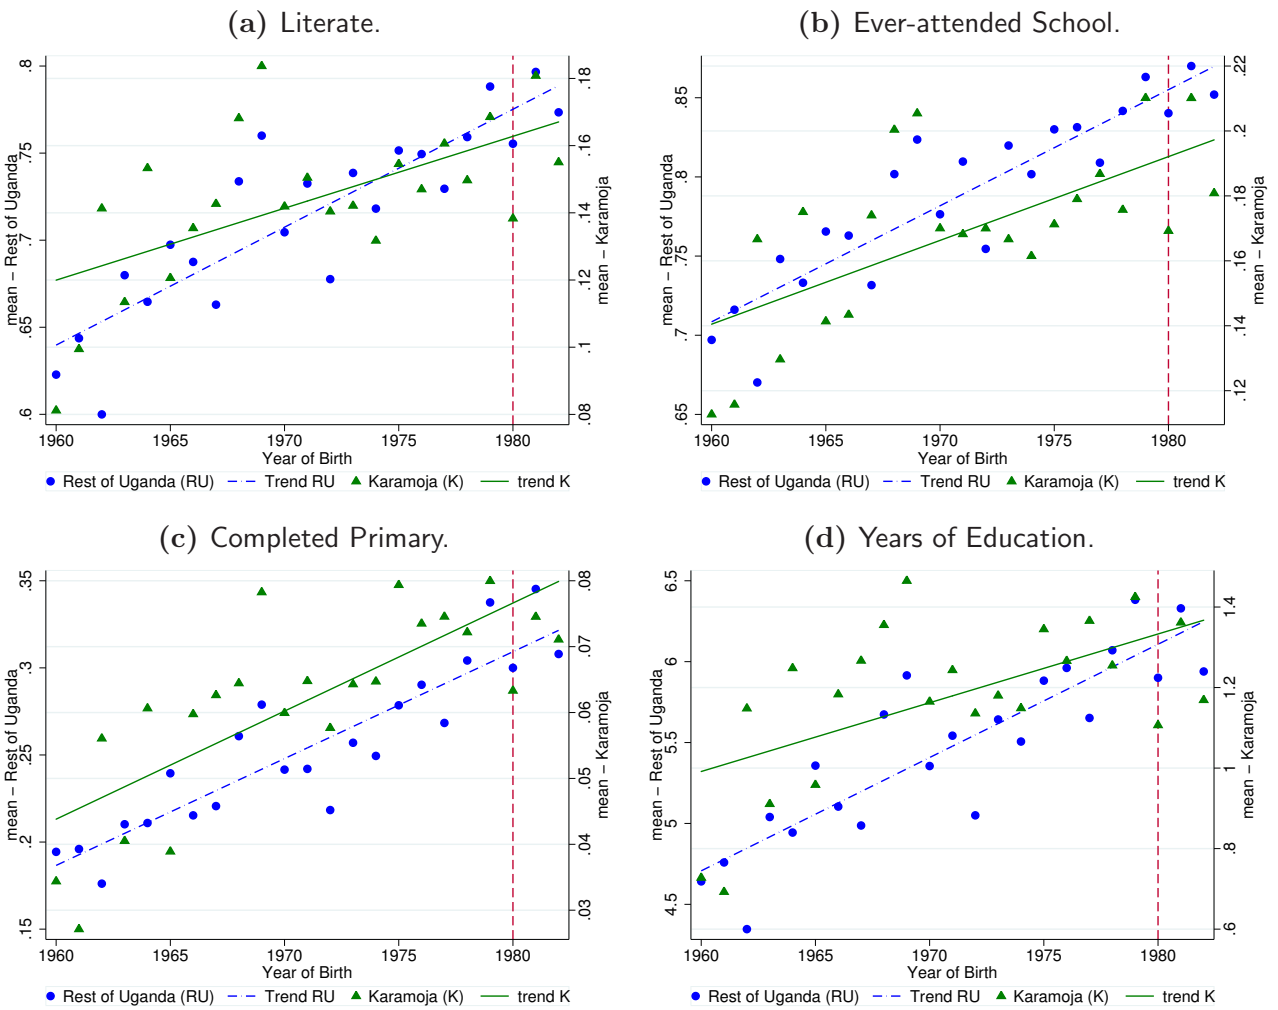 (a) Literate.
mean – Rest of Uganda
.6 .65 .7 .75 .8
mean – Karamoja
.08 .1 .12 .14 .16 .18
1960 1965 1970 1975 1980
Year of Birth
Rest of Uganda (RU) Trend RU Karamoja (K) trend K
(b) Ever-attended School.
mean – Rest of Uganda
.65 .7 .75 .8 .85
mean – Karamoja
.12 .14 .16 .18 .2 .22
1960 1965 1970 1975 1980
Year of Birth
Rest of Uganda (RU) Trend RU Karamoja (K) trend K
(c) Completed Primary.
mean – Rest of Uganda
.15 .2 .25 .3 .35
mean – Karamoja
.03 .04 .05 .06 .07 .08
1960 1965 1970 1975 1980
Year of Birth
Rest of Uganda (RU) Trend RU Karamoja (K) trend K
(d) Years of Education.
mean – Rest of Uganda
4.5 5 5.5 6 6.5
mean – Karamoja
.6 .8 1 1.2 1.4
1960 1965 1970 1975 1980
Year of Birth
Rest of Uganda (RU) Trend RU Karamoja (K) trend K